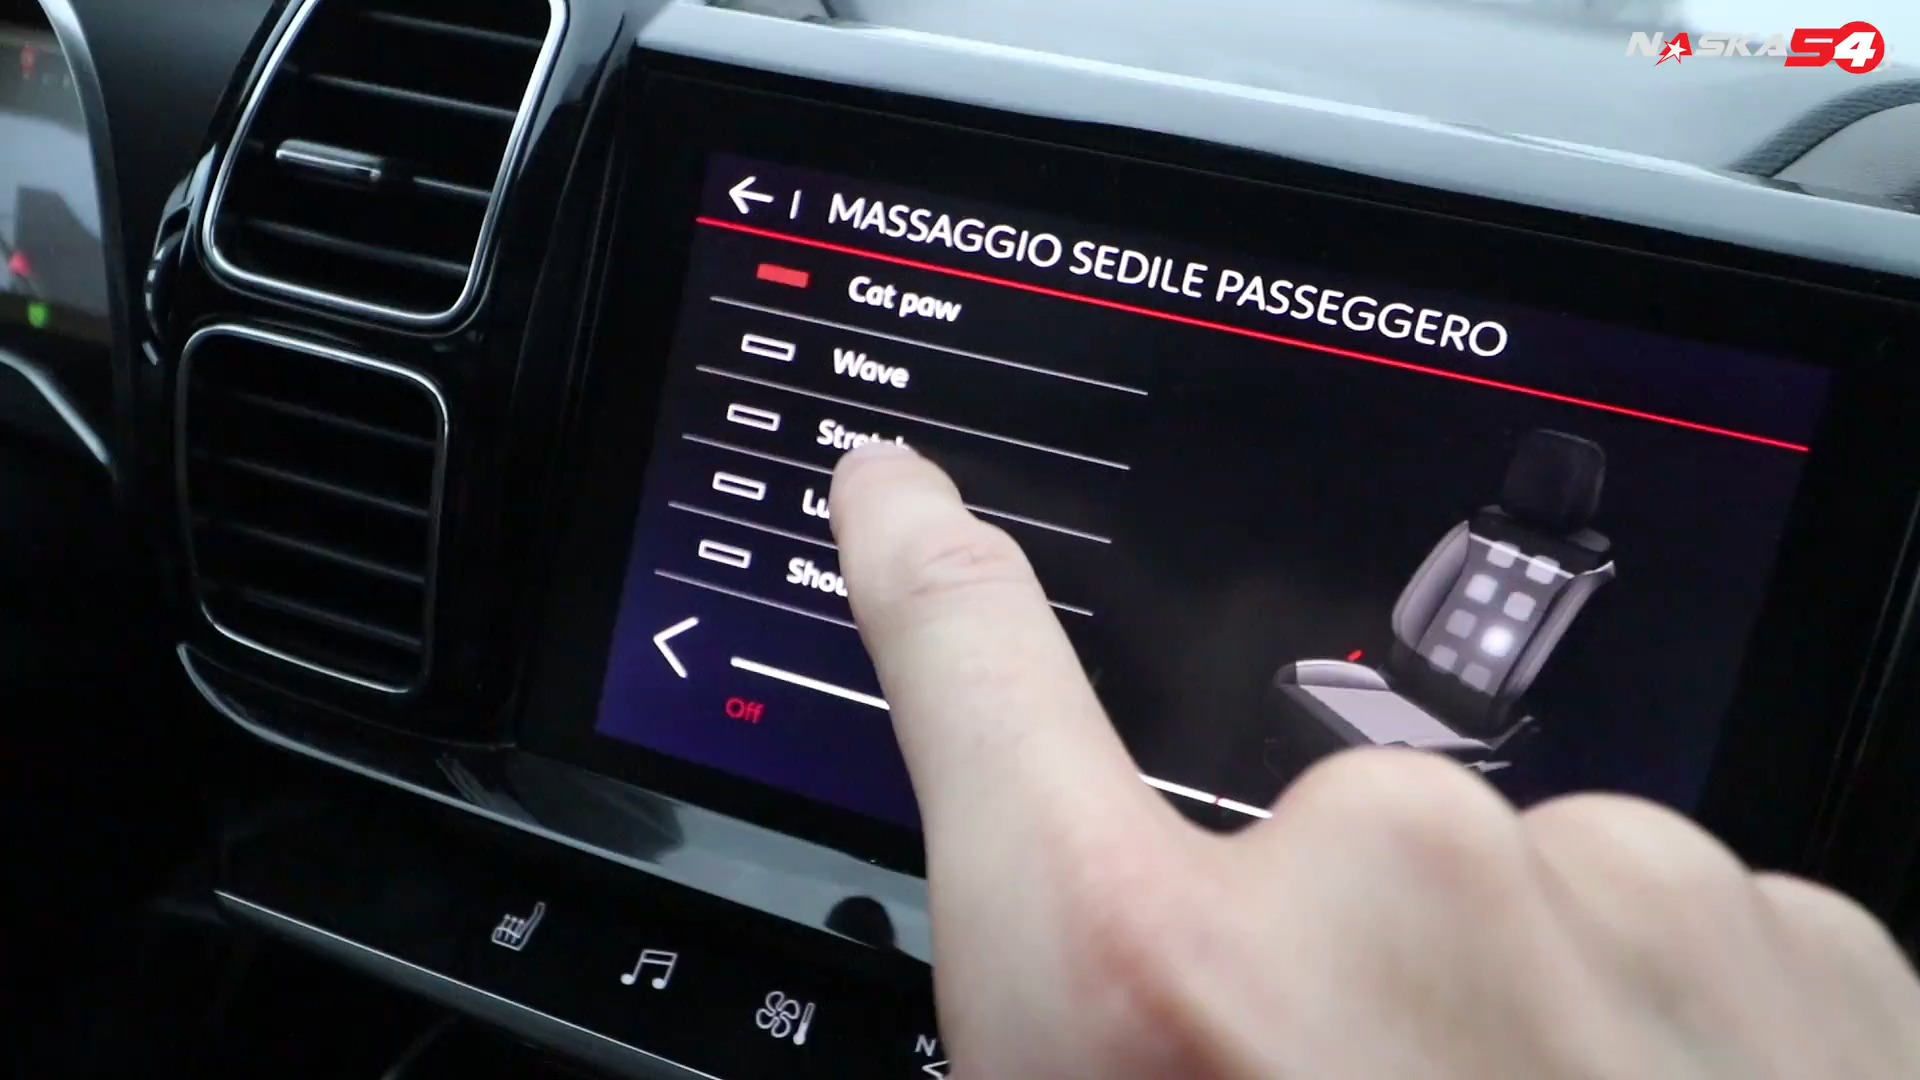 NASKA54
MASSAGGIO SEDILE PASSEGGERO
Cat paw
Wave
Off
N